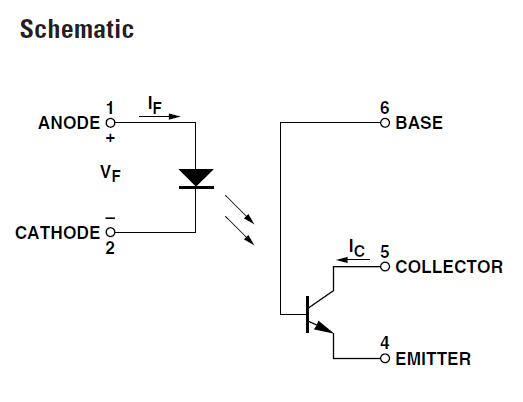 Schematic
1
IF
ANODE
+
VF
–
CATHODE
2
6
BASE
IC
5
COLLECTOR
4
EMITTER